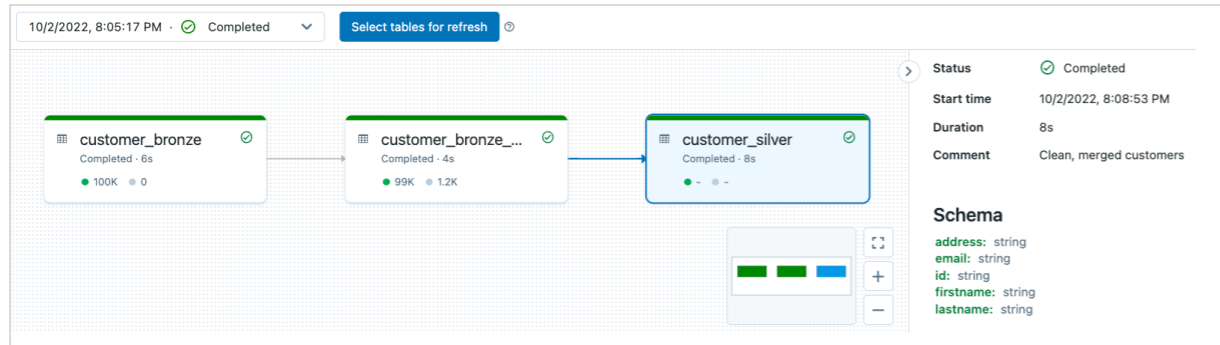 10/2/2022, 8:05:17 PM · Completed
Select tables for refresh
customer_bronze
Completed · 6s
100K 0
customer_bronze_...
Completed · 4s
99K 1.2K
customer_silver
Completed · 8s
- -
Status Completed
Start time 10/2/2022, 8:08:53 PM
Duration 8s
Comment Clean, merged customers
Schema
address: string
email: string
id: string
firstname: string
lastname: string